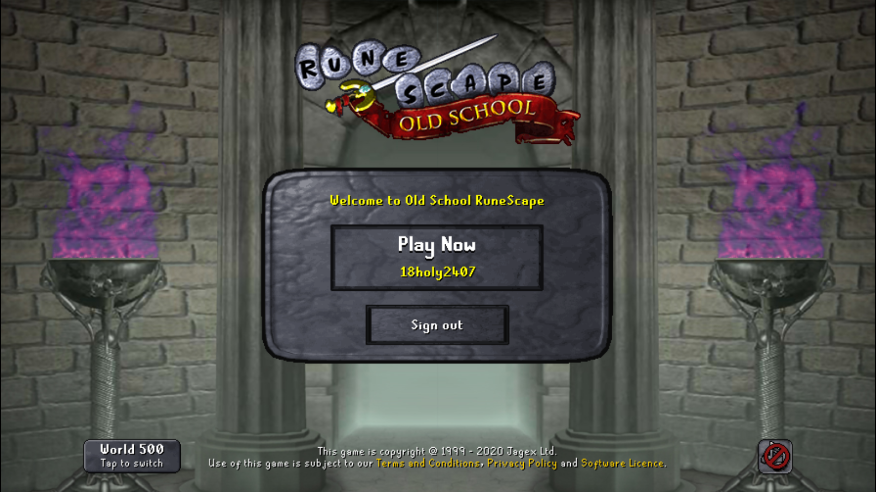 RUNE
SCAPE
OLD SCHOOL
Welcome to Old School RuneScape
Play Now
18holy2407
Sign out
World 500
Tap to switch
This game is copyright © 1999 - 2020 Jagex Ltd.
Use of this game is subject to our Terms and Conditions, Privacy Policy and Software Licence.